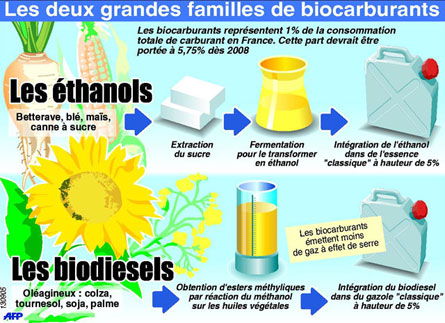 Les deux grandes familles de biocarburants
Les biocarburants représentent 1% de la consommation
totale de carburant en France. Cette part devrait être
portée à 5,75% dès 2008
Les éthanols
Betterave, blé, maïs,
canne à sucre
Extraction
du sucre
Fermentation
pour le transformer
en éthanol
Intégration de l'éthanol
dans de l'essence
"classique" à hauteur de 5%
Les biodiesels
Oléagineux : colza,
tournesol, soja, palme
Obtention d'esters méthyliques
par réaction du méthanol
sur les huiles végétales
Les biocarburants
émettent moins
de gaz à effet de serre
Intégration du biodiesel
dans du gazole "classique"
à hauteur de 5%
130905
AFP